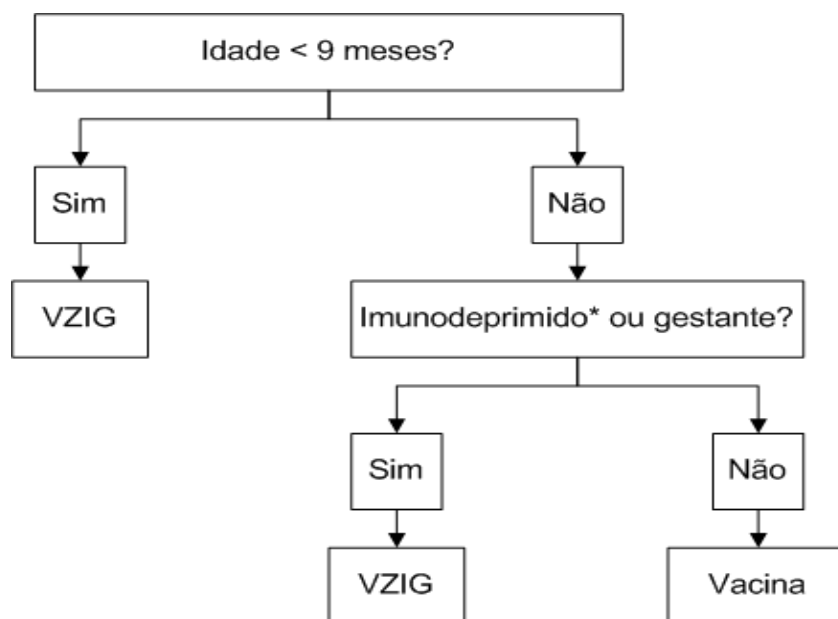 Idade < 9 meses?
Sim
Não
VZIG
Imunodeprimido* ou gestante?
Sim
Não
VZIG
Vacina